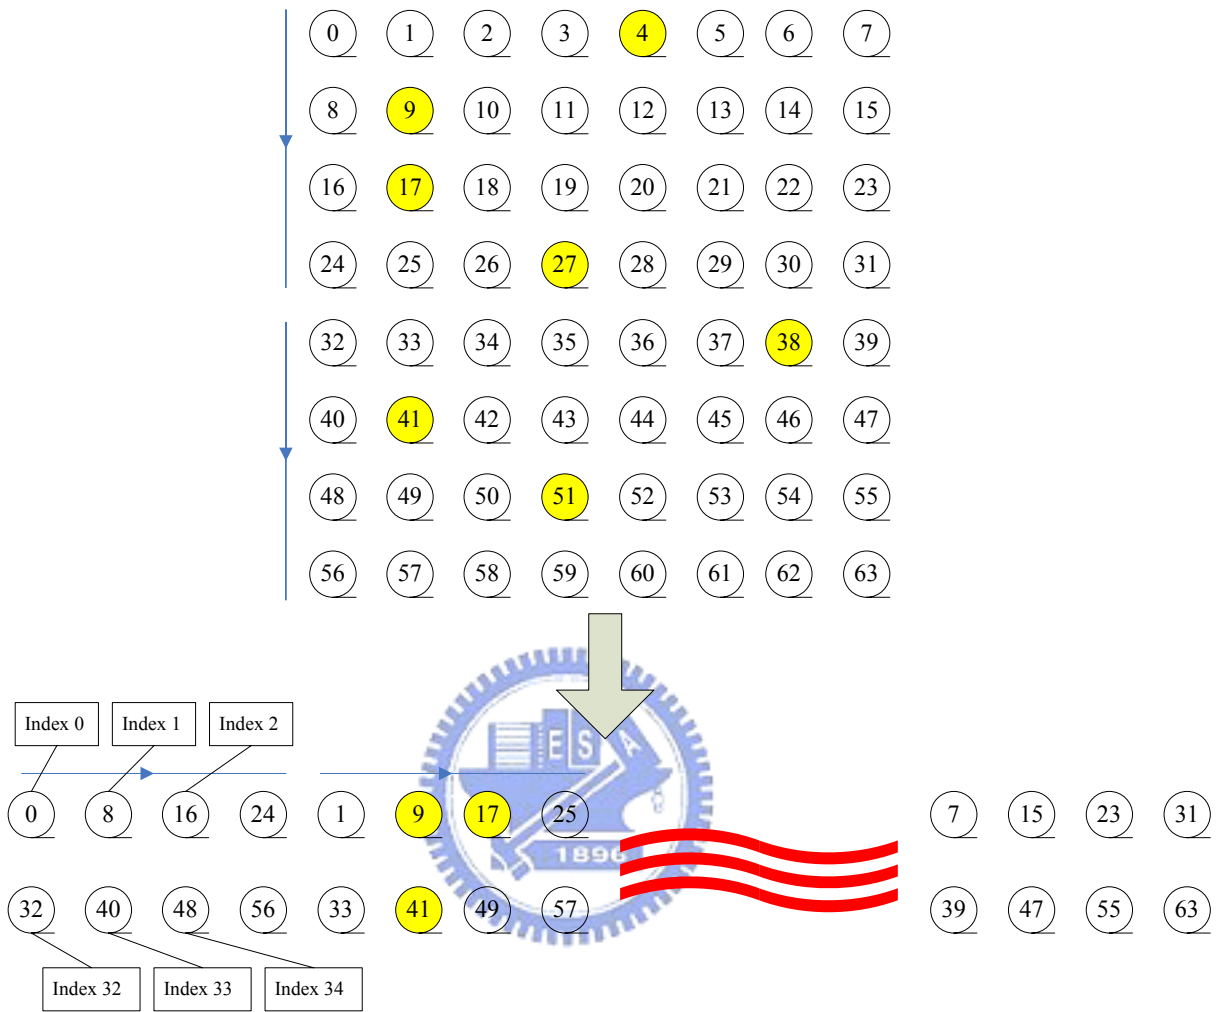 0 1 2 3 4 5 6 7
8 9 10 11 12 13 14 15
16 17 18 19 20 21 22 23
24 25 26 27 28 29 30 31
32 33 34 35 36 37 38 39
40 41 42 43 44 45 46 47
48 49 50 51 52 53 54 55
56 57 58 59 60 61 62 63
Index 0 Index 1 Index 2
E S A
0 8 16 24 1 9 17 25 7 15 23 31
1896
32 40 48 56 33 41 49 57 39 47 55 63
Index 32 Index 33 Index 34